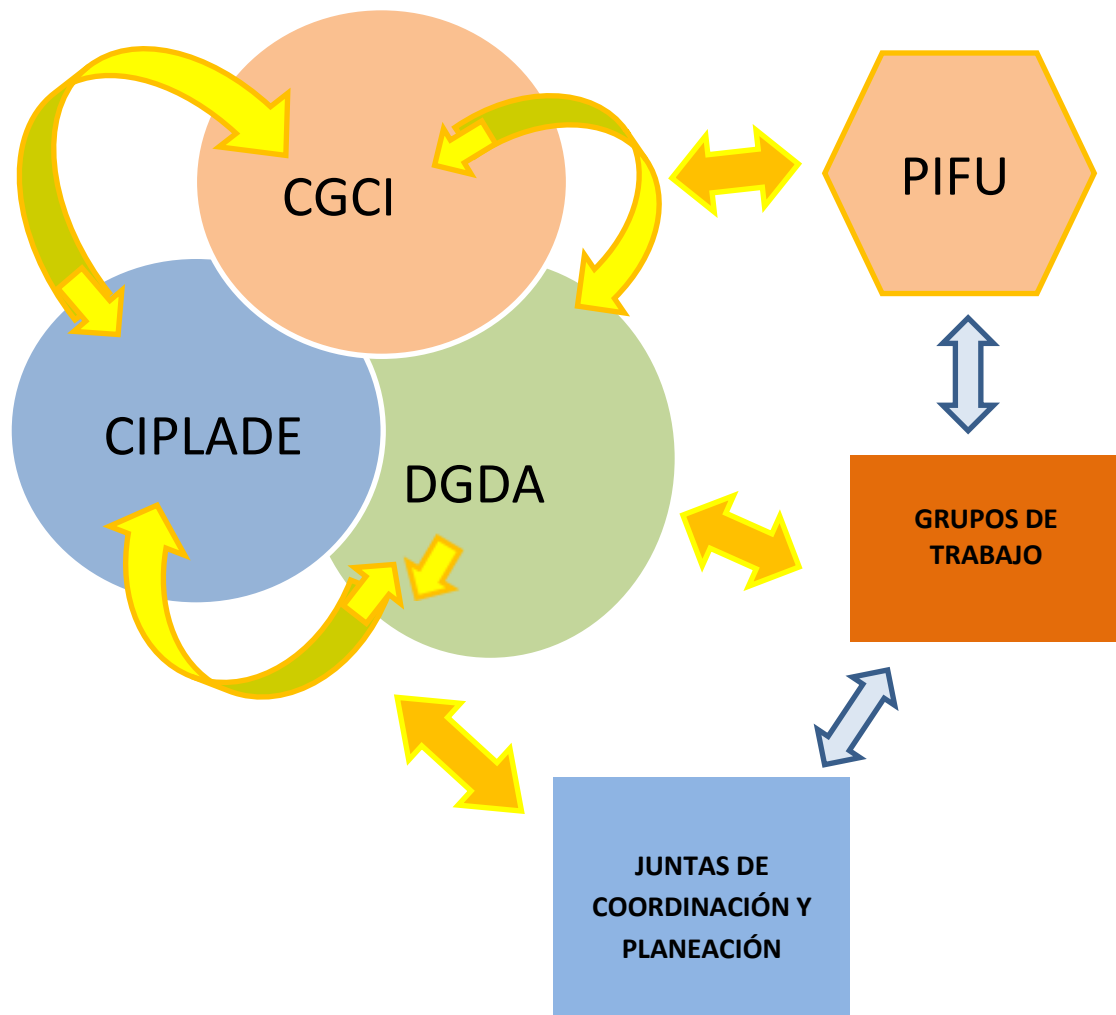 CGCI
PIFU
CIPLADE
DGDA
GRUPOS DE
TRABAJO
JUNTAS DE
COORDINACIÓN Y
PLANEACIÓN